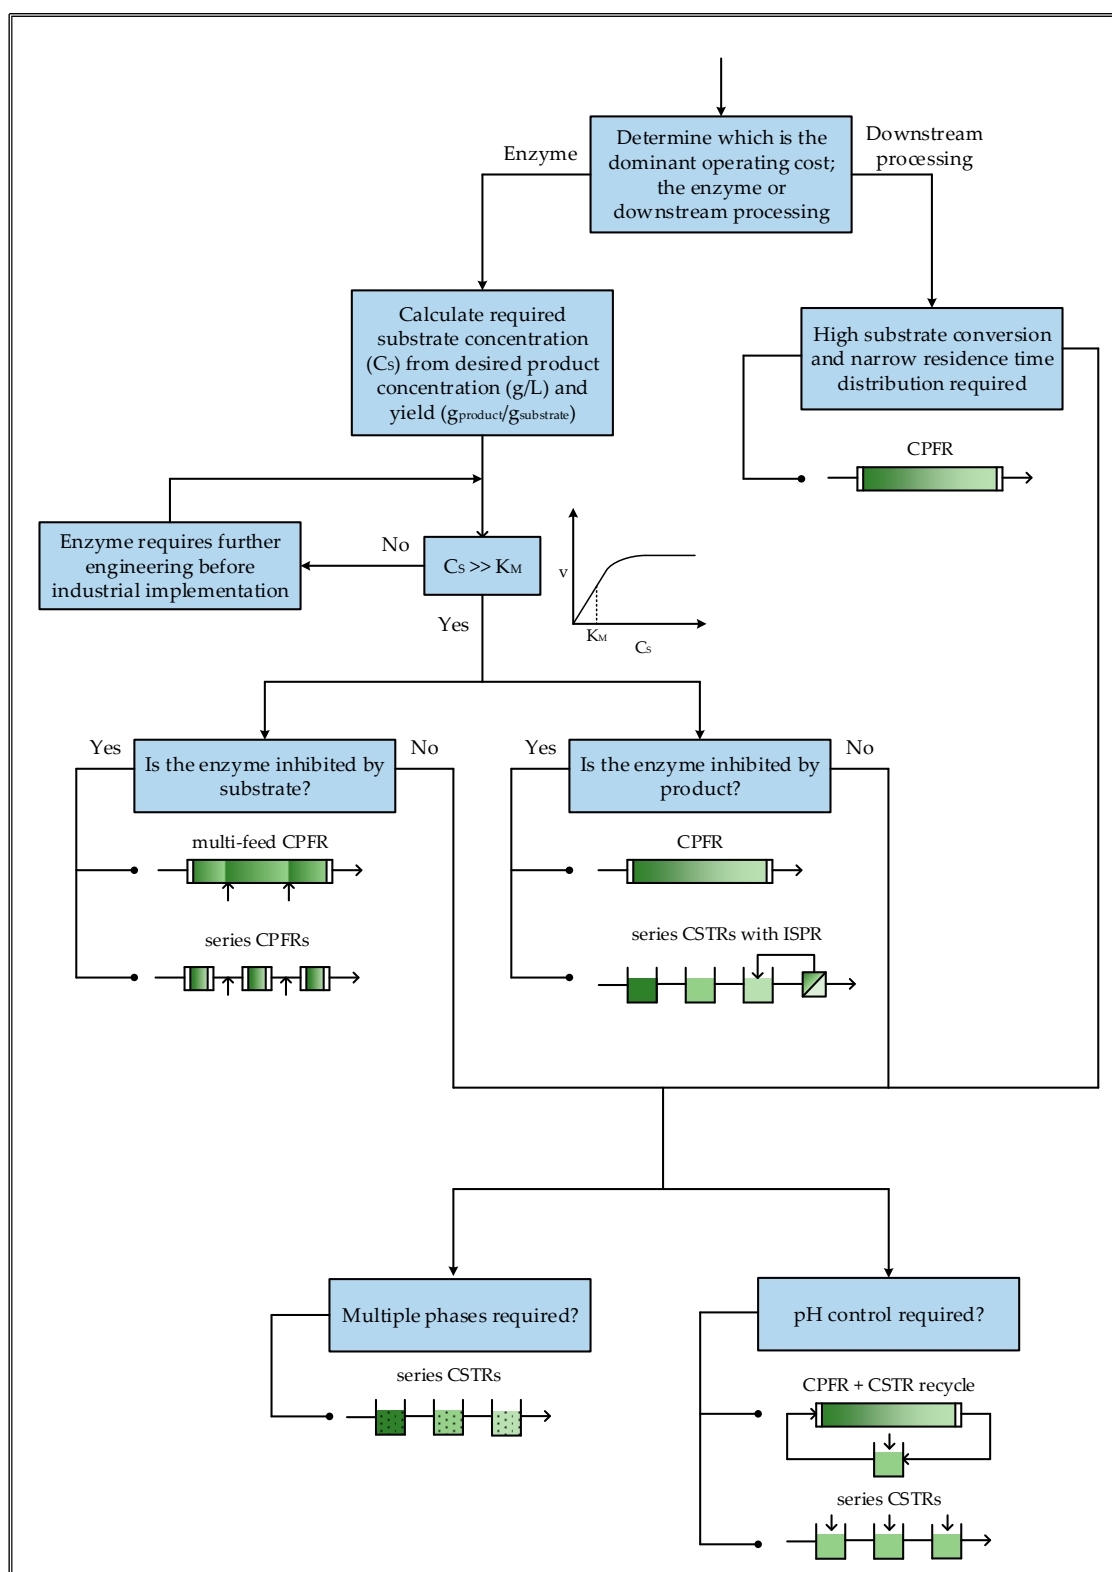 Determine which is the
dominant operating cost;
the enzyme or
downstream processing
Enzyme
Downstream
processing
Calculate required
substrate concentration
(Cs) from desired product
concentration (g/L) and
yield (gproduct/gsubstrate)
High substrate conversion
and narrow residence time
distribution required
CPFR
Enzyme requires further
engineering before
industrial implementation
No
Cs >> KM
Yes
v
KM
Cs
Yes
Is the enzyme inhibited by
substrate?
No
Yes
Is the enzyme inhibited by
product?
No
multi-feed CPFR
series CPFRs
CPFR
series CSTRs with ISPR
Multiple phases required?
series CSTRs
pH control required?
CPFR + CSTR recycle
series CSTRs